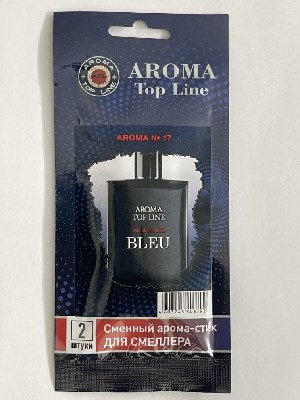 AROMA
TOP LINE
AROMA
Top Line
AROMA № 17
AROMA
TOP LINE
BLEU
2
штуки
Сменный арома-стик
ДЛЯ СМЕЛЛЕРА